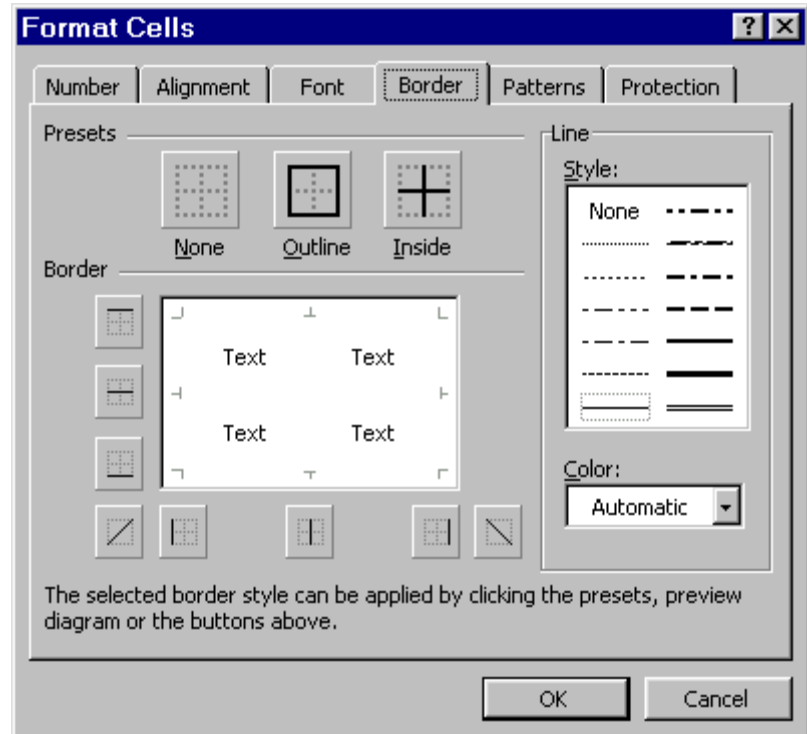 Format Cells
Number Alignment Font Border Patterns Protection
Presets
None Outline Inside
Border
Text Text
Text Text
Line
Style:
None
Color:
Automatic
The selected border style can be applied by clicking the presets, preview
diagram or the buttons above.
OK Cancel